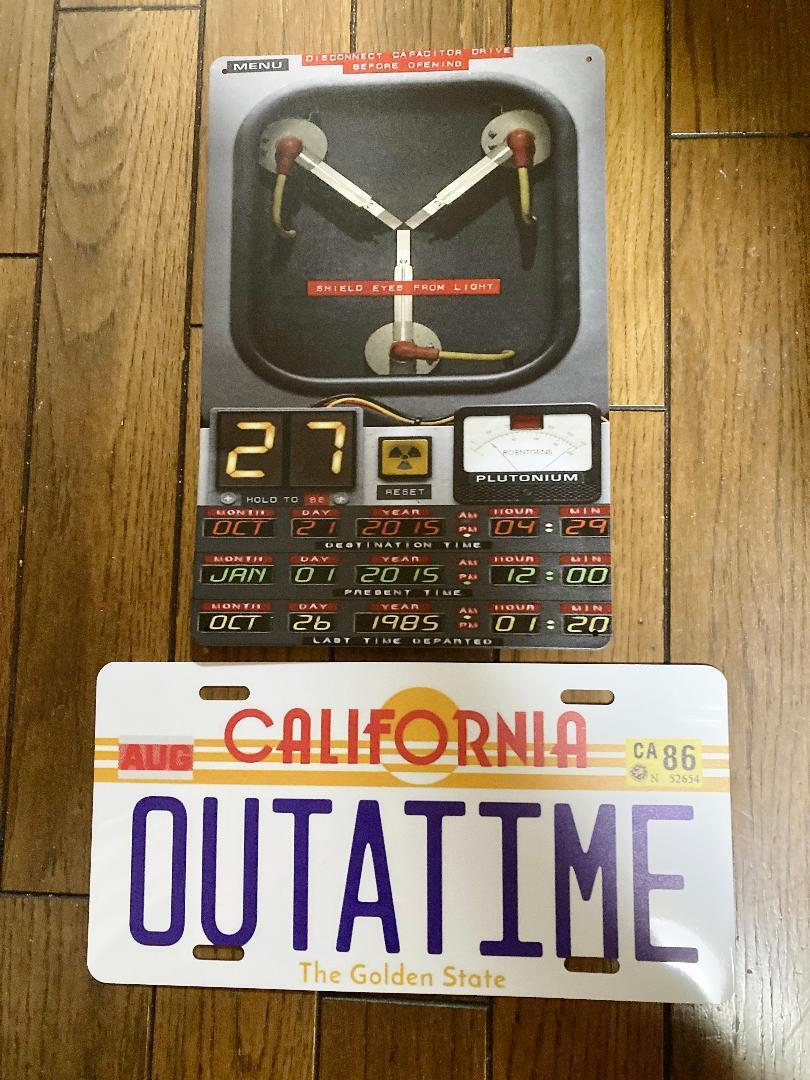 MENU
DISCONNECT CAPACITOR DRIVE
BEFORE OPENING
SHIELD EYES FROM LIGHT
27
HOLD TO 88
RESET
ROENTGENS
PLUTONIUM
MONTH DAY YEAR AM HOUR MIN
OCT 21 2015 PM 04:29
DESTINATION TIME
MONTH DAY YEAR AM HOUR MIN
JAN 01 2015 PM 12:00
PRESENT TIME
MONTH DAY YEAR AM HOUR MIN
OCT 26 1985 PM 01:20
LAST TIME DEPARTED
CALIFORNIA
AUG
CA 86
N 52654
OUTATIME
The Golden State